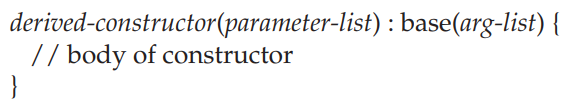 derived-constructor(parameter-list) : base(arg-list) {
// body of constructor
}